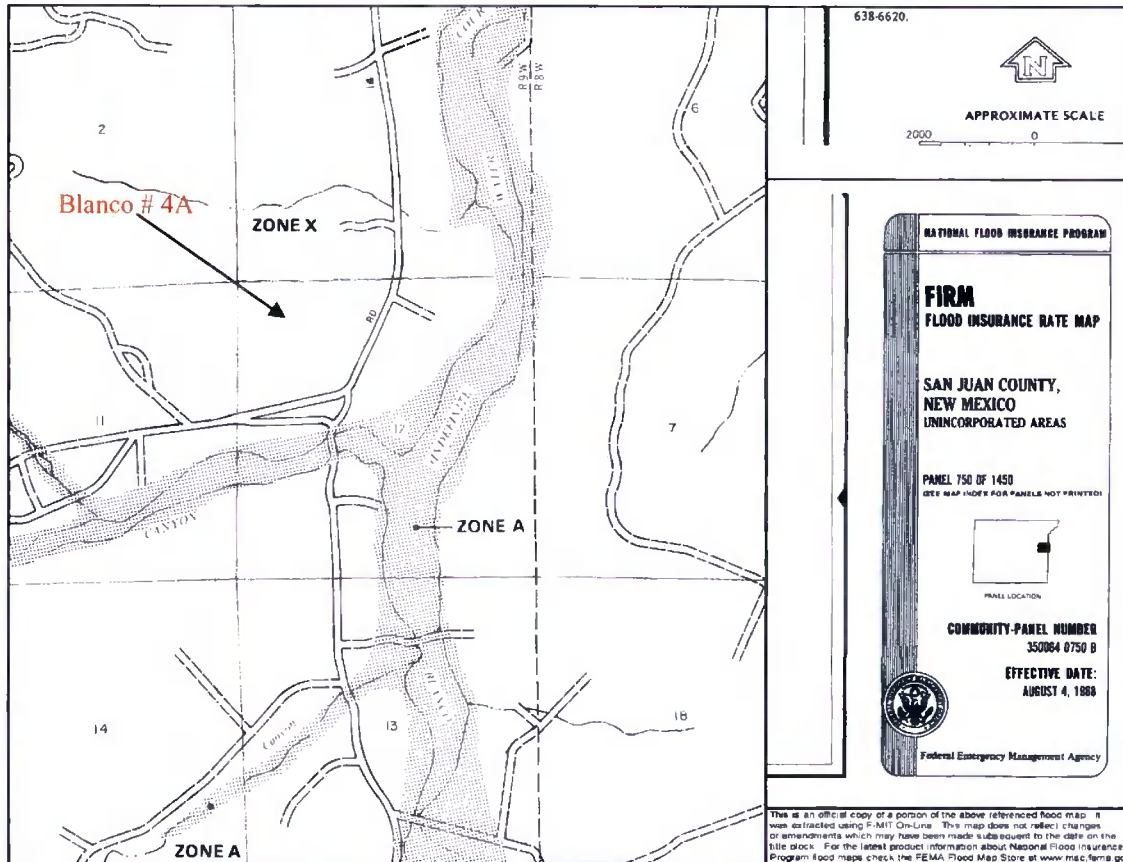 638-6620.
N
APPROXIMATE SCALE
2000 0
NATIONAL FLOOD INSURANCE PROGRAM
FIRM
FLOOD INSURANCE RATE MAP
SAN JUAN COUNTY,
NEW MEXICO
UNINCORPORATED AREAS
PANEL 750 OF 1450
(SEE MAP INDEX FOR PANELS NOT PRINTED)
PANEL LOCATION
COMMUNITY-PANEL NUMBER
350064 0750 B
EFFECTIVE DATE:
AUGUST 4, 1988
Federal Emergency Management Agency
This is an official copy of a portion of the above referenced flood map. It
was extracted using F-MIT On-Line. This map does not reflect changes
or amendments which may have been made subsequent to the date on the
title block. For the latest product information about National Flood Insurance
Program flood maps check the FEMA Flood Map Store at www.msc.fema.go
R9W
R8W
2
6
Blanco # 4A
ZONE X
RD
11
12
7
CANYON
ZONE A
14
13
18
Canyon
BLANCO
ZONE A